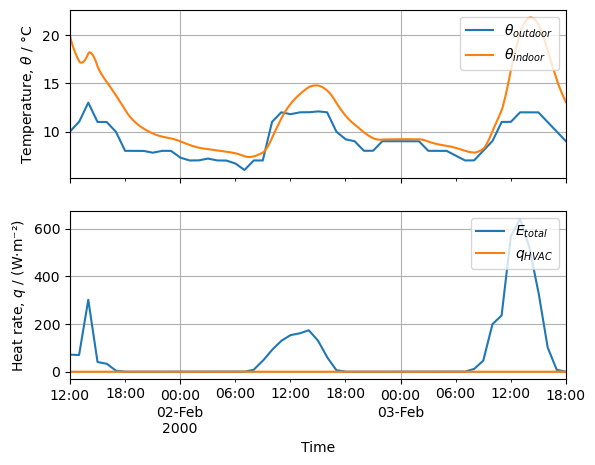 20
15
10
Temperature, θ / °C
θoutdoor
θindoor
600
400
200
0
Heat rate, q / (W·m⁻²)
Etotal
qHVAC
12:00 18:00 00:00 06:00 12:00 18:00 00:00 06:00 12:00 18:00
02-Feb 03-Feb
2000
Time